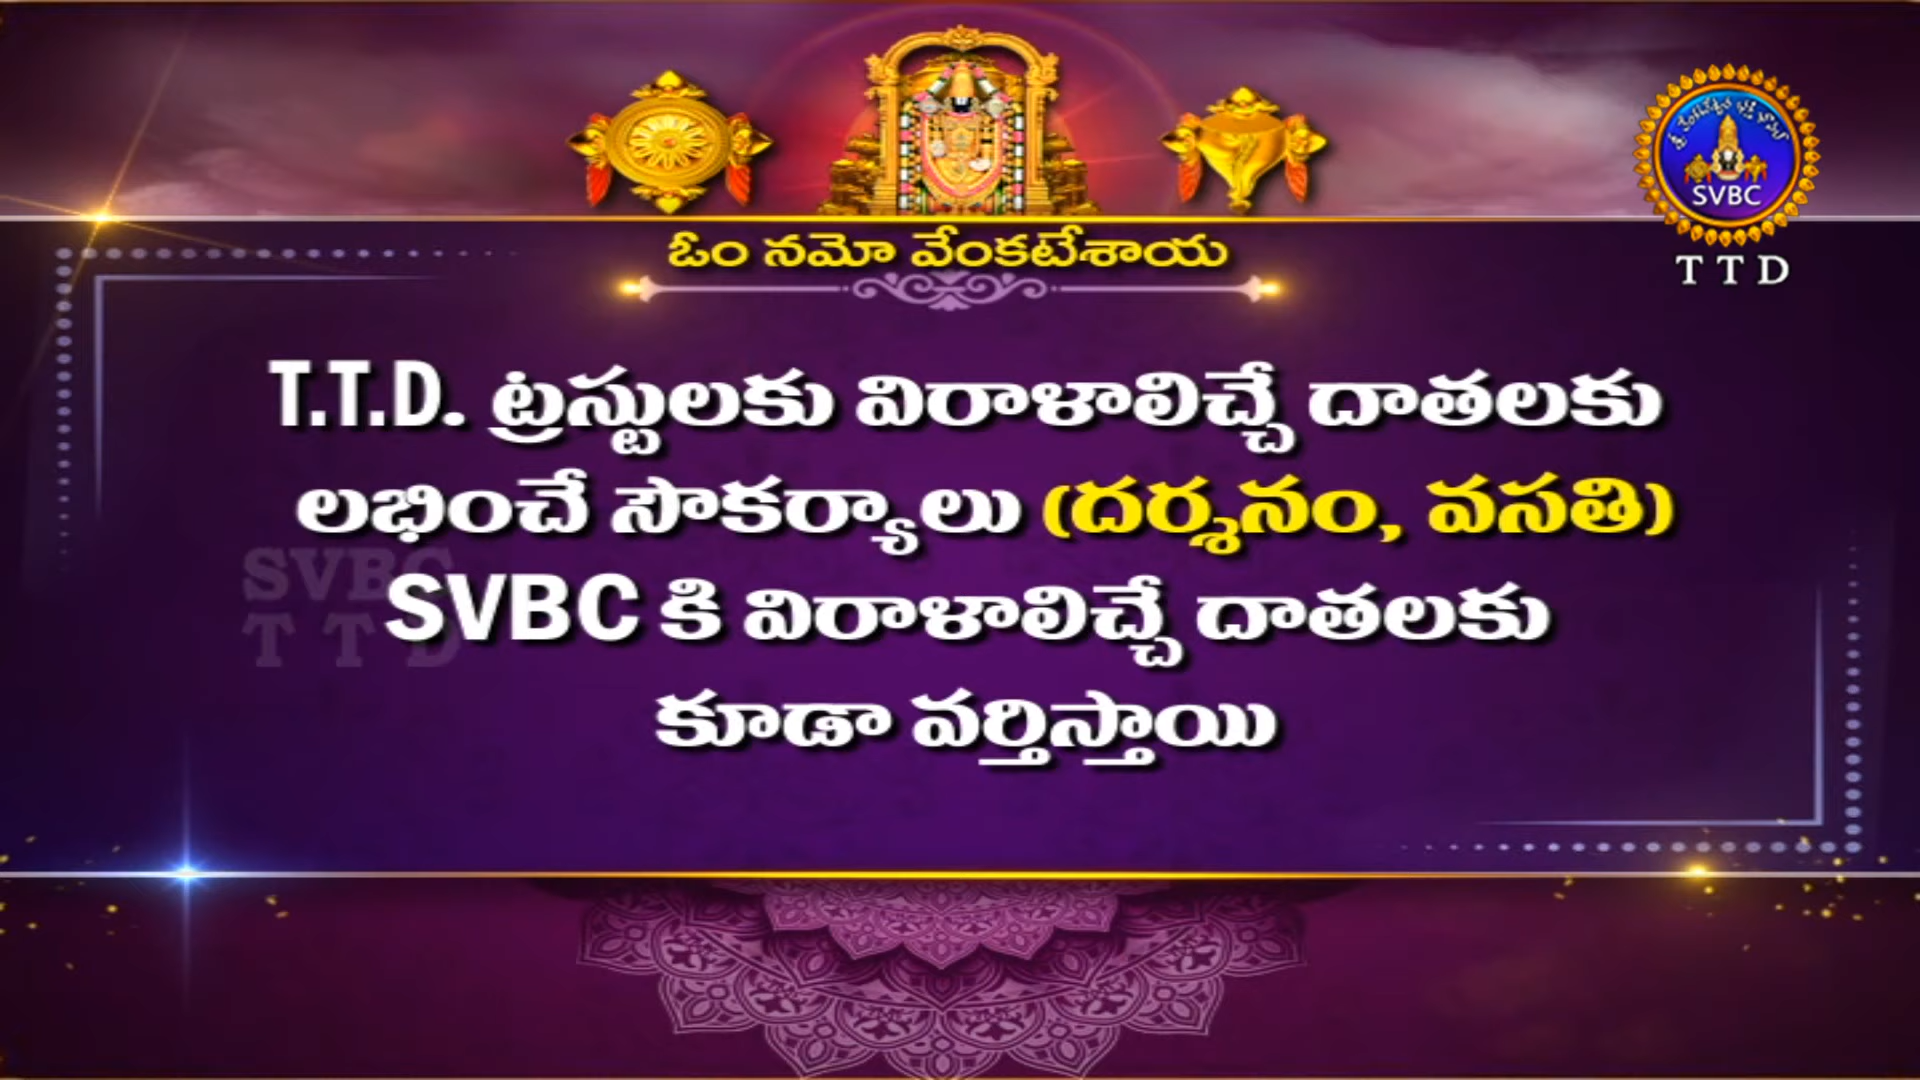 SVBC
TTD
ఓం నమో వేంకటేశాయ
T.T.D. ట్రస్టులకు విరాళాలిచ్చే దాతలకు
లభించే సౌకర్యాలు (దర్శనం, వసతి)
SVBC కి విరాళాలిచ్చే దాతలకు
కూడా వర్తిస్తాయి
SVBC
TTD